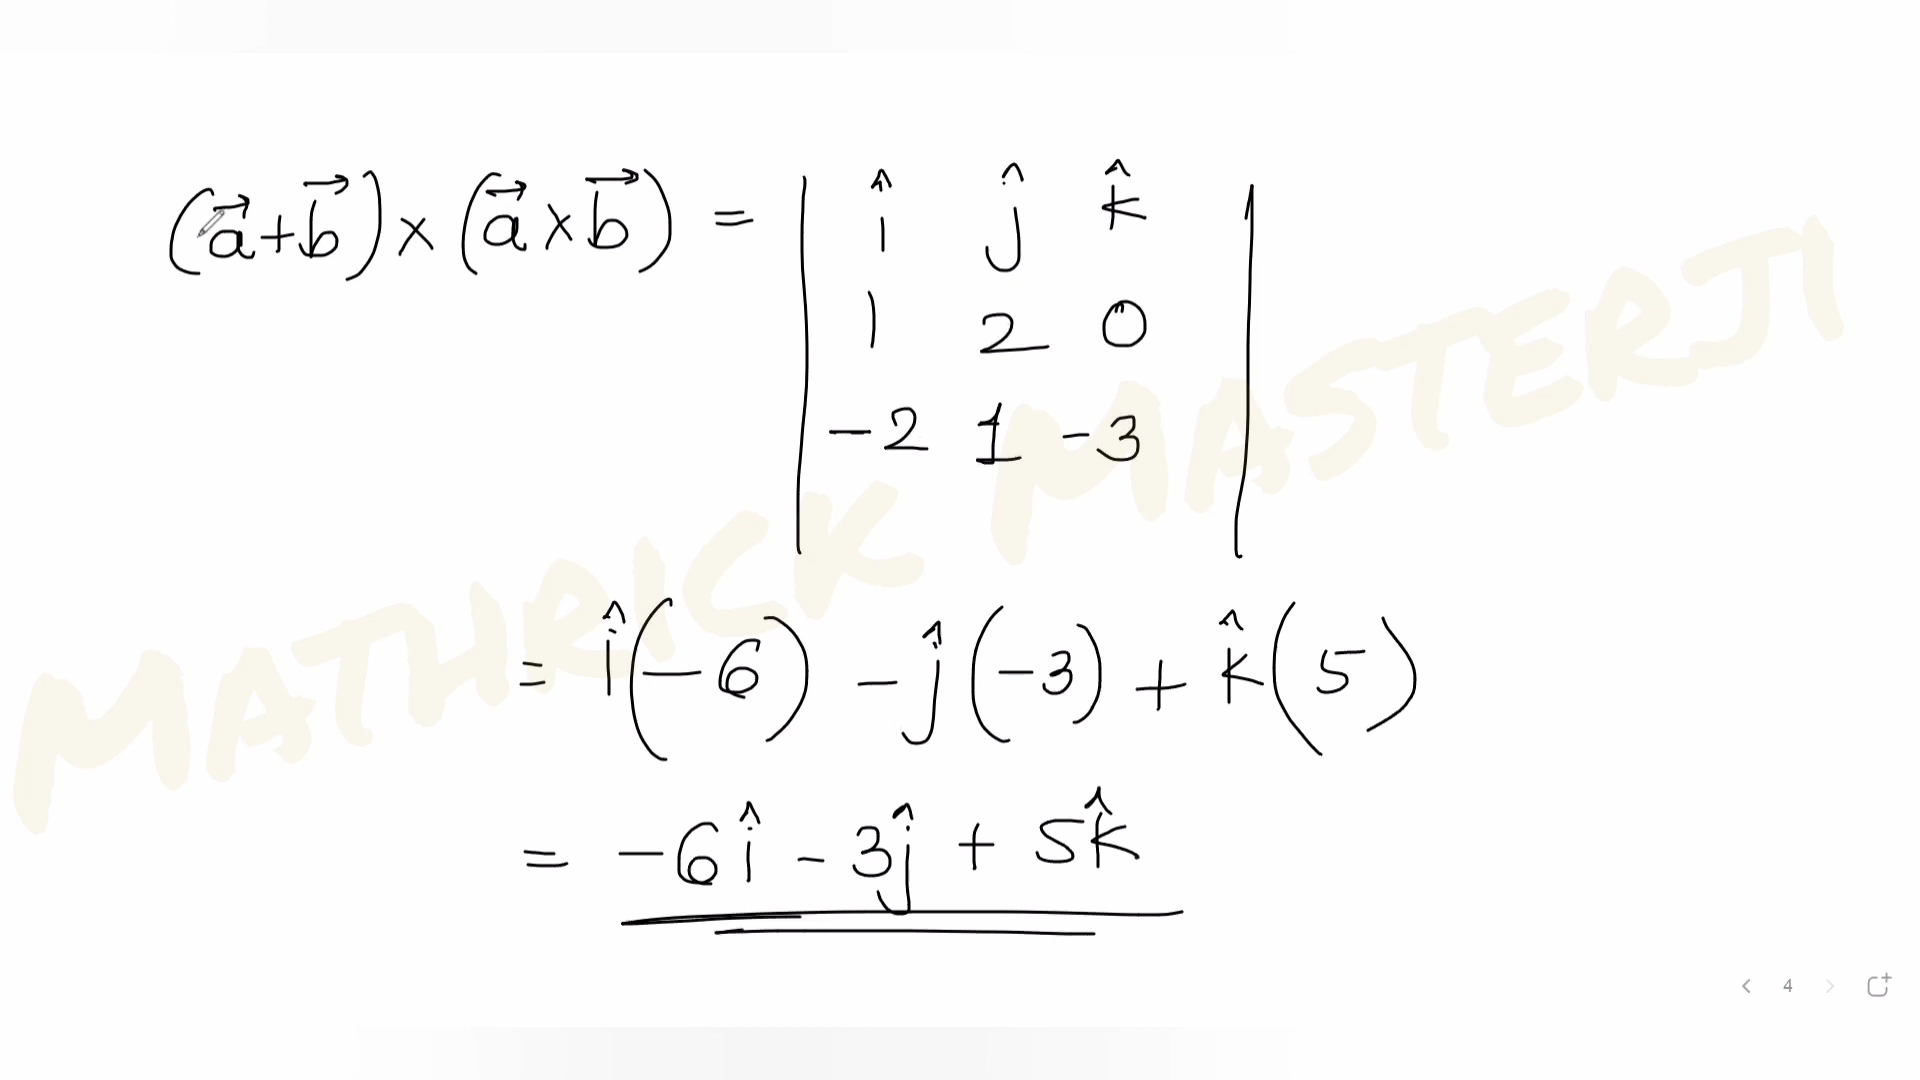 (a⃗+b⃗)×(a⃗×b⃗) = | î ĵ k̂
1 2 0
-2 1 -3 |
= î(-6) - ĵ(-3) + k̂(5)
= -6î - 3ĵ + 5k̂
MATHRICK MASTERJI
< 4 >